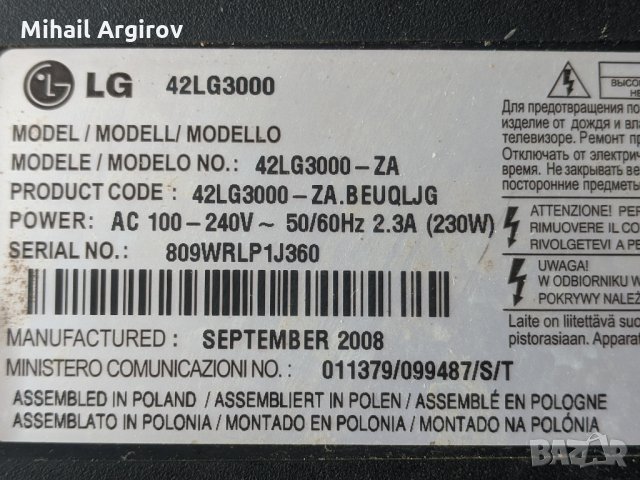 Mihail Argirov
LG 42LG3000
MODEL / MODELL/ MODELLO
MODELE / MODELO NO.: 42LG3000-ZA
PRODUCT CODE : 42LG3000-ZA.BEUQLJG
POWER: AC 100-240V~ 50/60Hz 2.3A (230W)
SERIAL NO.: 809WRLP1J360
MANUFACTURED : SEPTEMBER 2008
MINISTERO COMUNICAZIONI NO. : 011379/099487/S/T
ASSEMBLED IN POLAND / ASSEMBLIERT IN POLEN / ASSEMBLÉ EN POLOGNE
ASSEMBLATO IN POLONIA / MONTADO EN POLONIA / MONTADO NA POLÓNIA
Для предотвращения по
изделие от дождя и вла
телевизоре. Ремонт пр
Отключать от электрич
время. Не закрывать ве
посторонние предметы
ATTENZIONE! PER
RIMUOVERE IL CO
RIVOLGETEVI A PE
UWAGA!
W ODBIORNIKU W
POKRYWY NALEŻ
Laite on liitettävä suo
pistorasiaan. Apparat
BAZAR